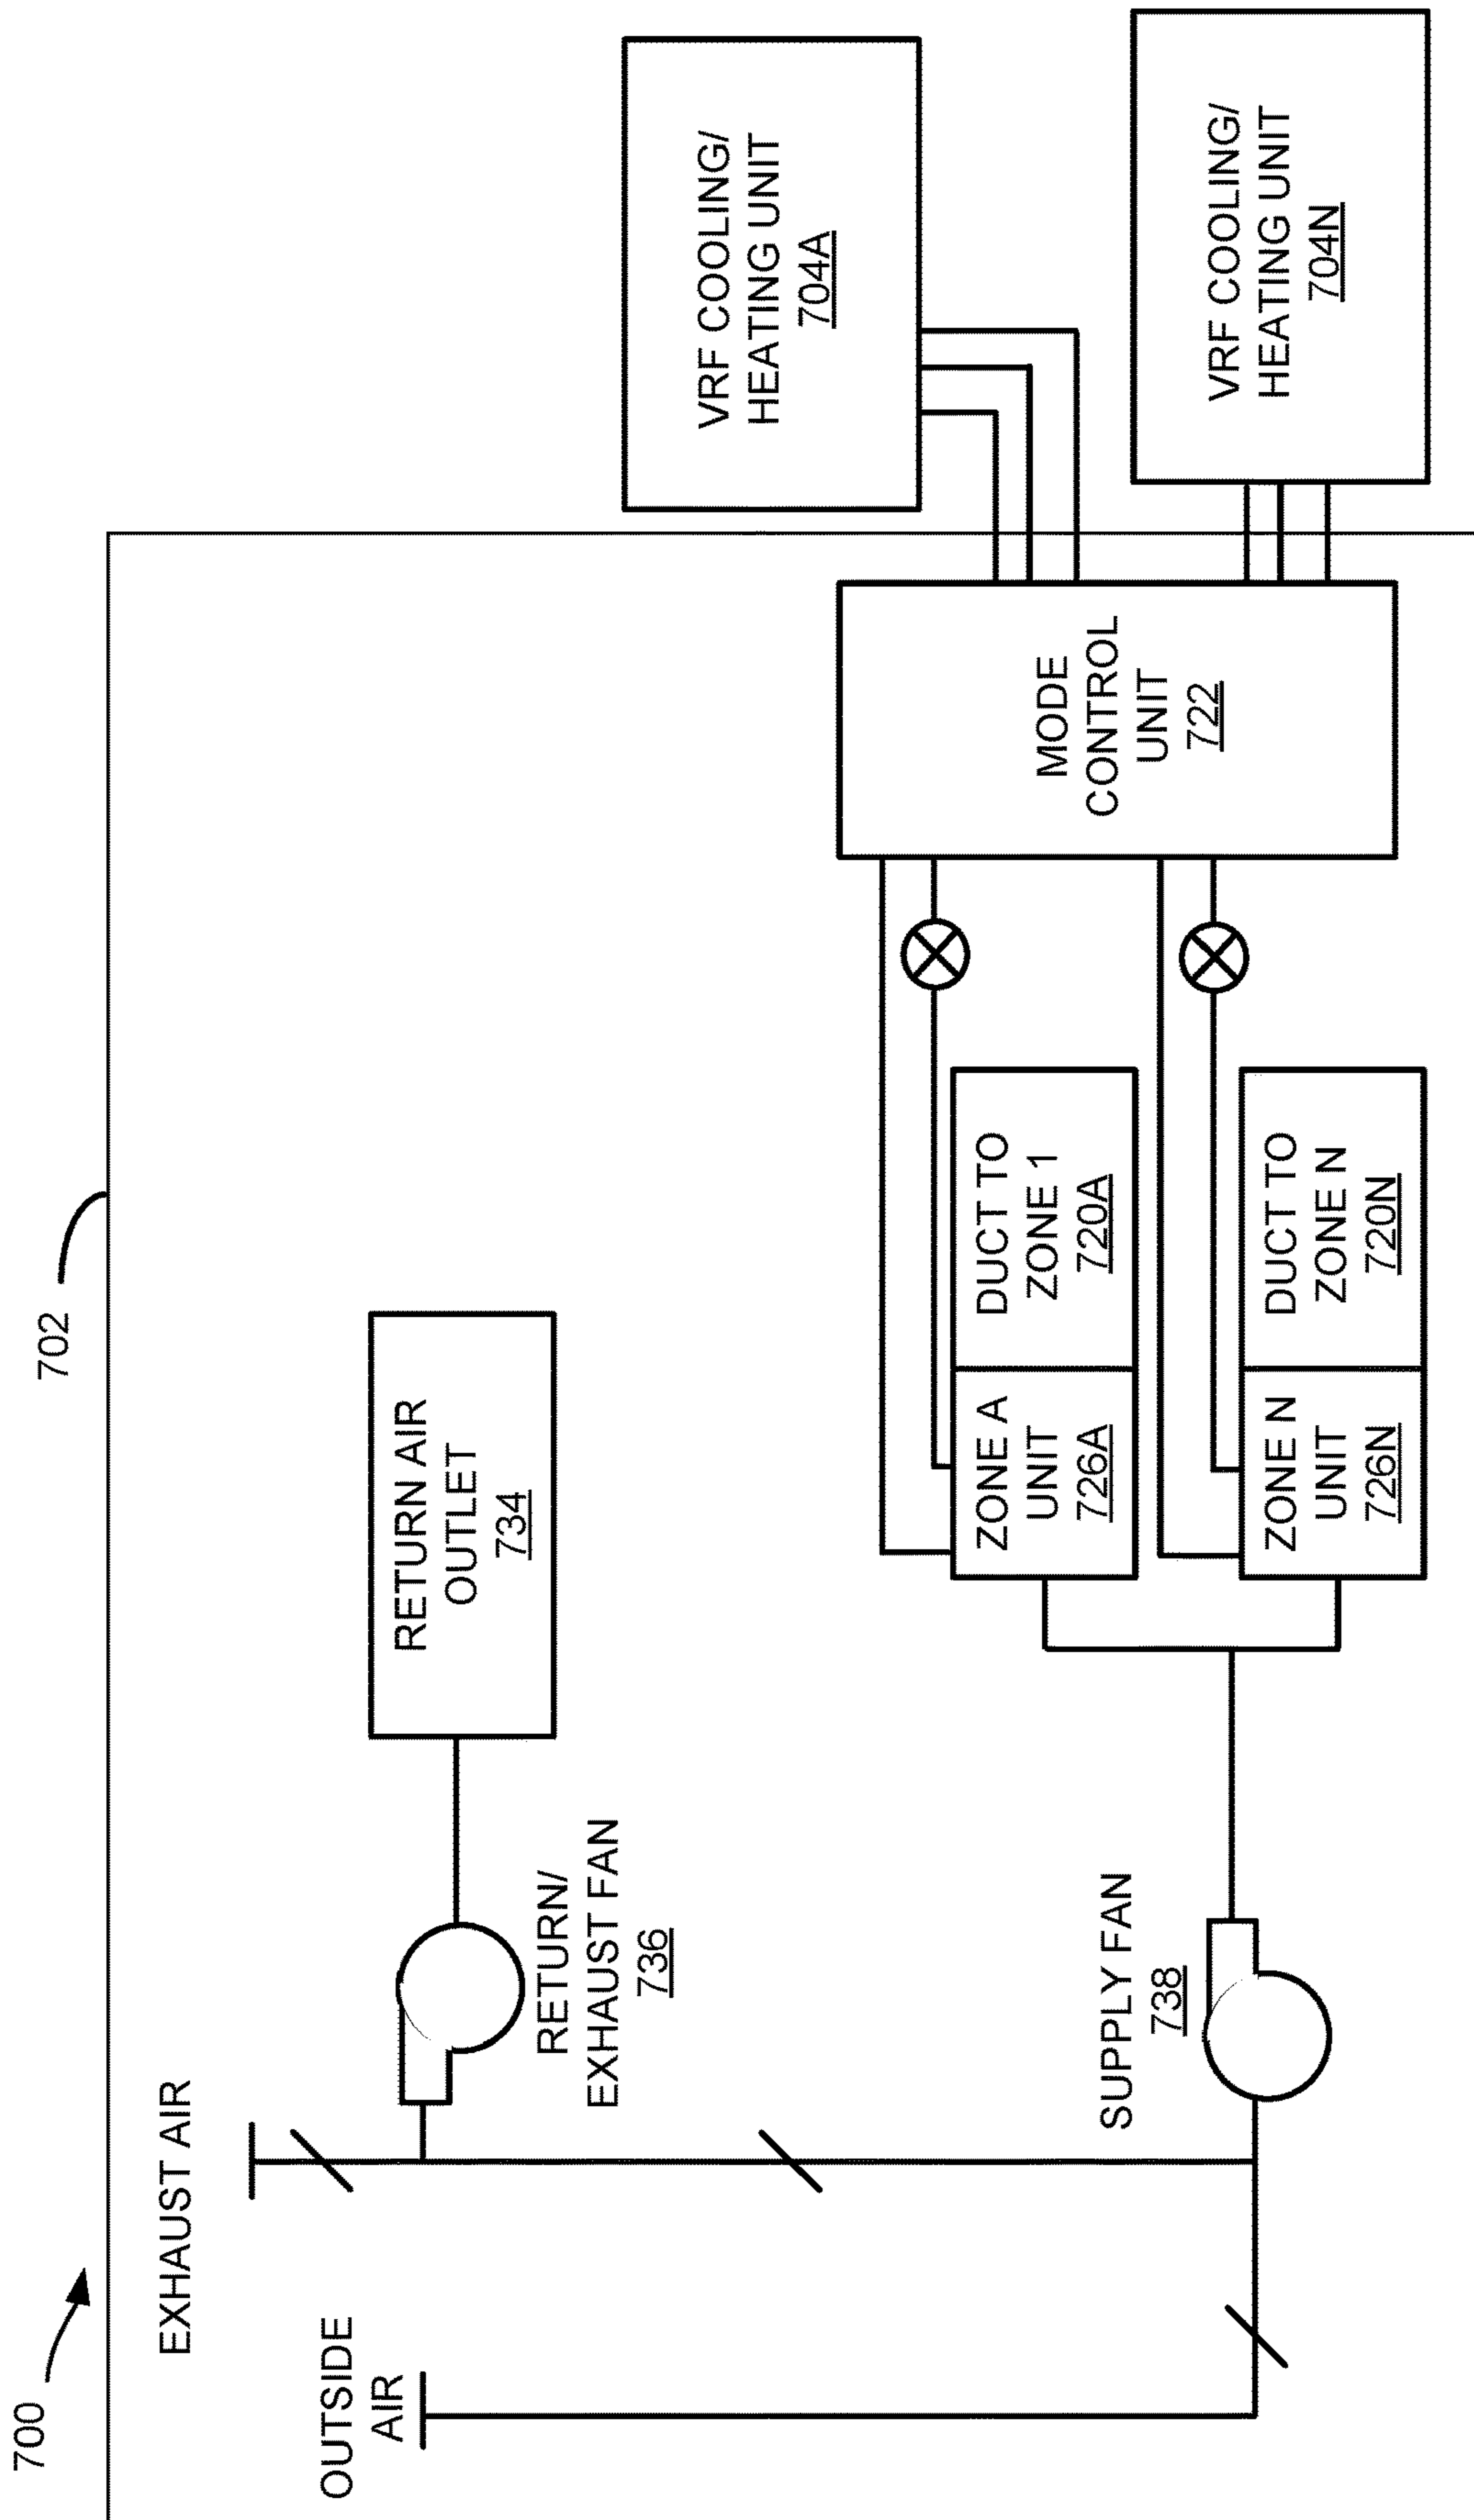 700
702
EXHAUST AIR
OUTSIDE
AIR
RETURN AIR
OUTLET
734
RETURN/
EXHAUST FAN
736
VRF COOLING/
HEATING UNIT
704A
SUPPLY FAN
738
ZONE A
UNIT
726A
DUCT TO
ZONE 1
720A
MODE
CONTROL
UNIT
722
ZONE N
UNIT
726N
DUCT TO
ZONE N
720N
VRF COOLING/
HEATING UNIT
704N